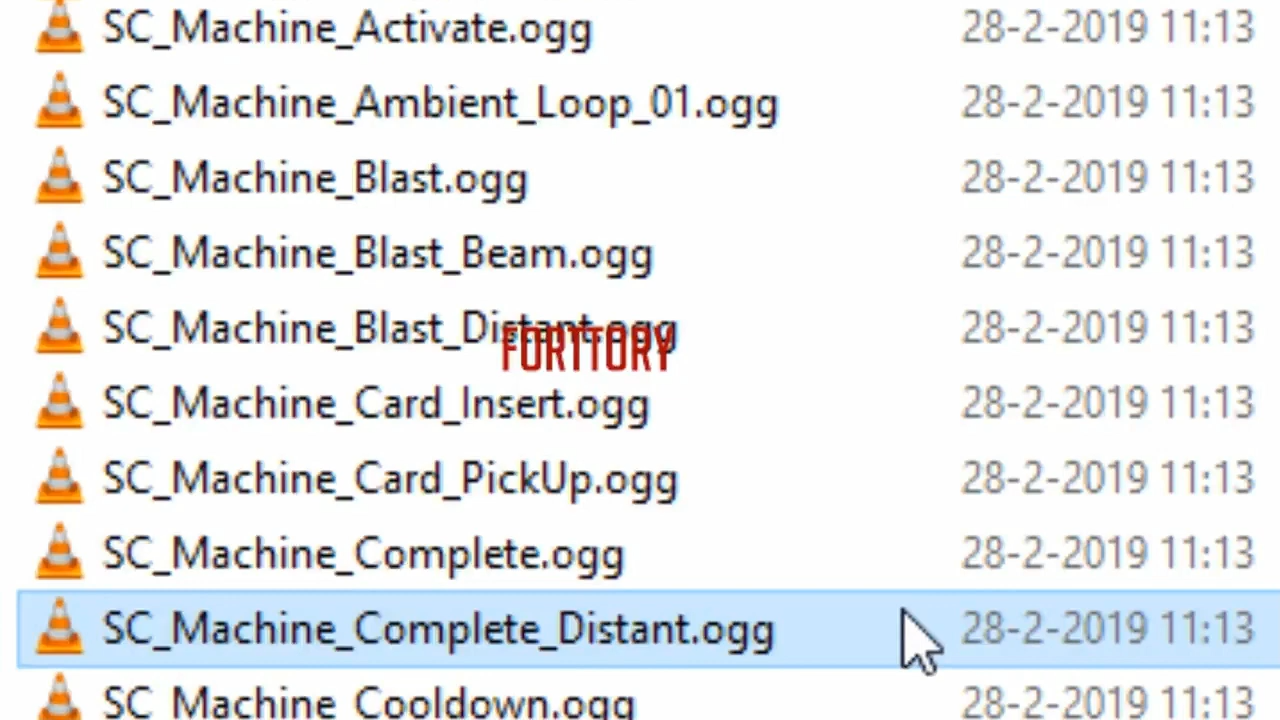 SC_Machine_Activate.ogg 28-2-2019 11:13
SC_Machine_Ambient_Loop_01.ogg 28-2-2019 11:13
SC_Machine_Blast.ogg 28-2-2019 11:13
SC_Machine_Blast_Beam.ogg 28-2-2019 11:13
SC_Machine_Blast_Distant.ogg 28-2-2019 11:13
FORTTORY
SC_Machine_Card_Insert.ogg 28-2-2019 11:13
SC_Machine_Card_PickUp.ogg 28-2-2019 11:13
SC_Machine_Complete.ogg 28-2-2019 11:13
SC_Machine_Complete_Distant.ogg 28-2-2019 11:13
SC_Machine_Cooldown.ogg 28-2-2019 11:13